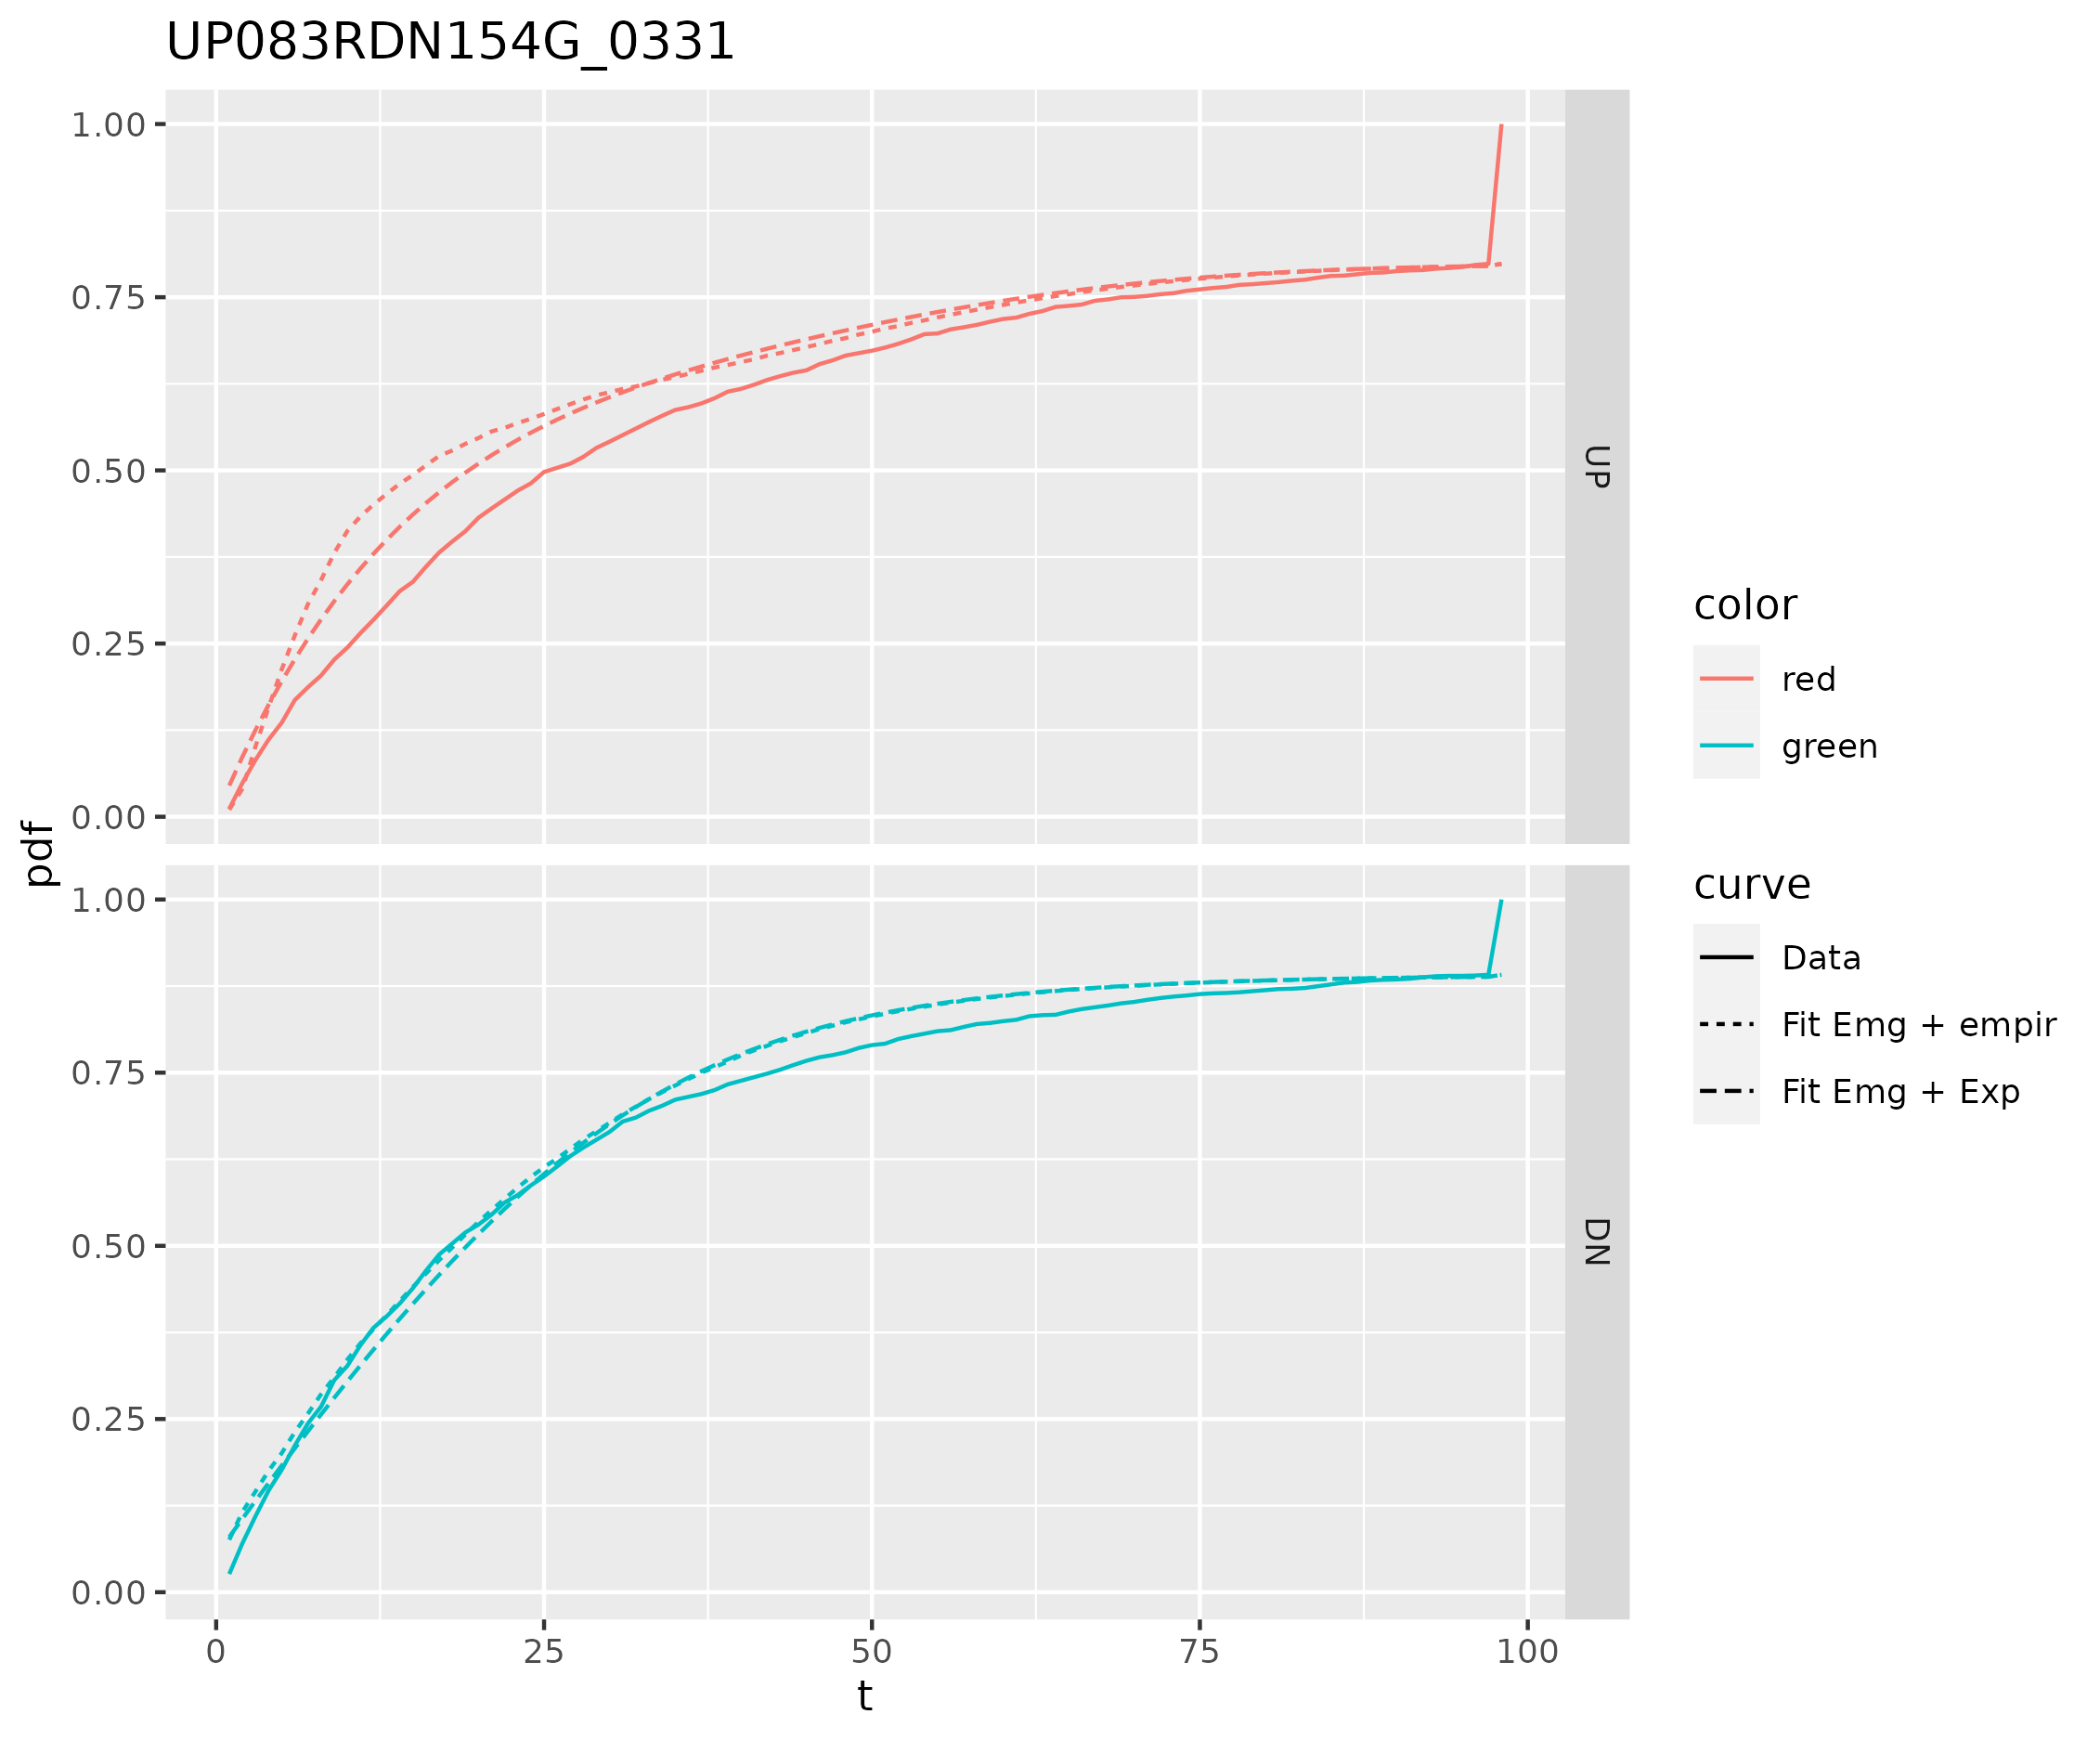 UP083RDN154G_0331
pdf
1.00
0.75
0.50
0.25
0.00
UP
1.00
0.75
0.50
0.25
0.00
DN
0
25
50
75
100
t
color
red
green
curve
Data
Fit Emg + empir
Fit Emg + Exp